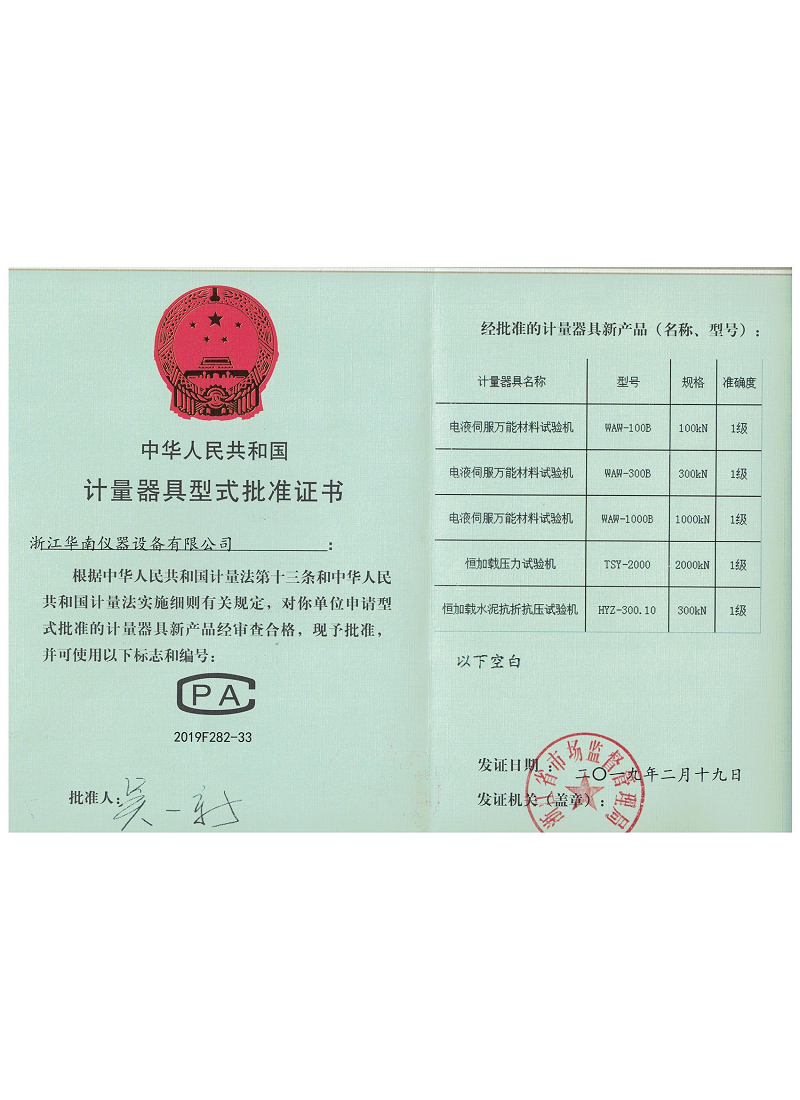 中华人民共和国
计量器具型式批准证书
浙江华南仪器设备有限公司：
根据中华人民共和国计量法第十三条和中华人民
共和国计量法实施细则有关规定，对你单位申请型
式批准的计量器具新产品经审查合格，现予批准，
并可使用以下标志和编号：
CPA
2019F282-33
批准人：
经批准的计量器具新产品（名称、型号）：
计量器具名称 型号 规格 准确度
电液伺服万能材料试验机 WAW-100B 100kN 1级
电液伺服万能材料试验机 WAW-300B 300kN 1级
电液伺服万能材料试验机 WAW-1000B 1000kN 1级
恒加载压力试验机 TSY-2000 2000kN 1级
恒加载水泥抗折抗压试验机 HYZ-300.10 300kN 1级
以下空白
发证日期：二〇一九年二月十九日
发证机关（盖章）：
浙江省市场监督管理局